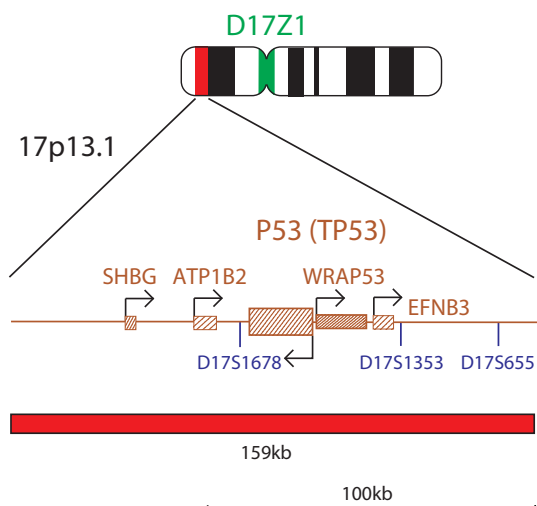 D17Z1
17p13.1
P53 (TP53)
SHBG ATP1B2 WRAP53
EFNB3
D17S1678 D17S1353 D17S655
159kb
100kb